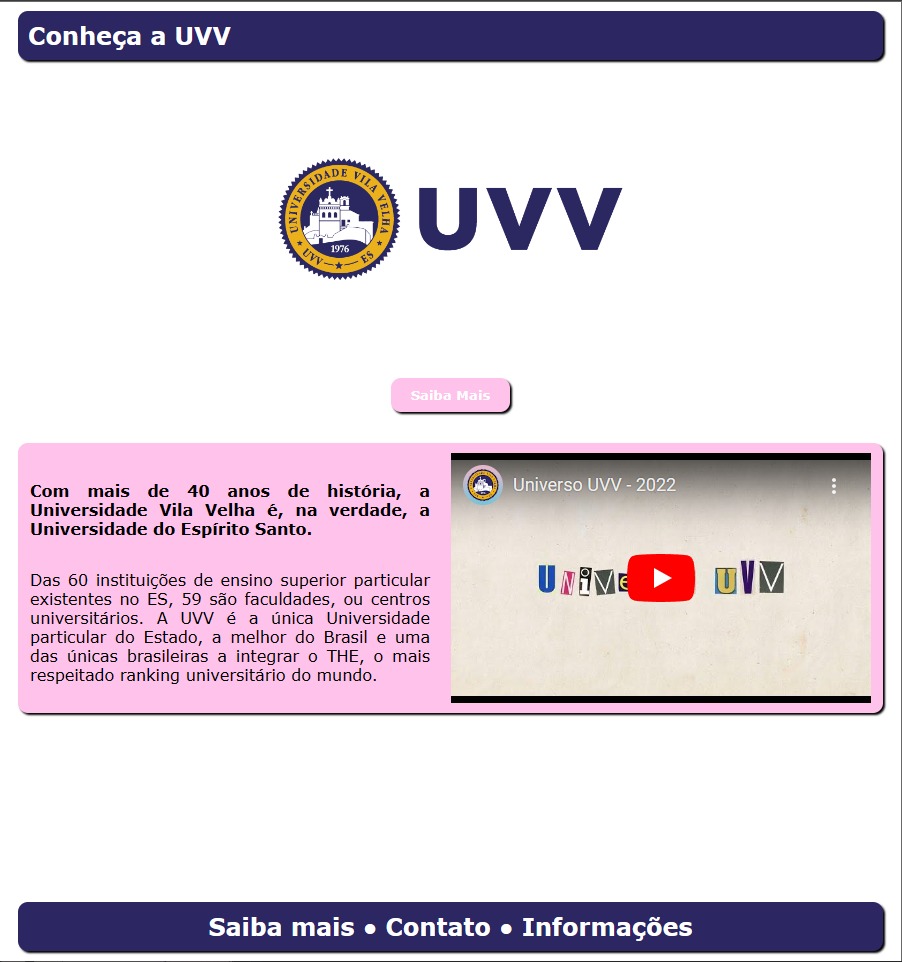 Conheça a UVV
UNIVERSIDADE VILA VELHA
1976
UVV ES
UVV
Saiba Mais
Com mais de 40 anos de história, a
Universidade Vila Velha é, na verdade, a
Universidade do Espírito Santo.
Das 60 instituições de ensino superior particular
existentes no ES, 59 são faculdades, ou centros
universitários. A UVV é a única Universidade
particular do Estado, a melhor do Brasil e uma
das únicas brasileiras a integrar o THE, o mais
respeitado ranking universitário do mundo.
Universo UVV - 2022
UVV
Saiba mais ● Contato ● Informações